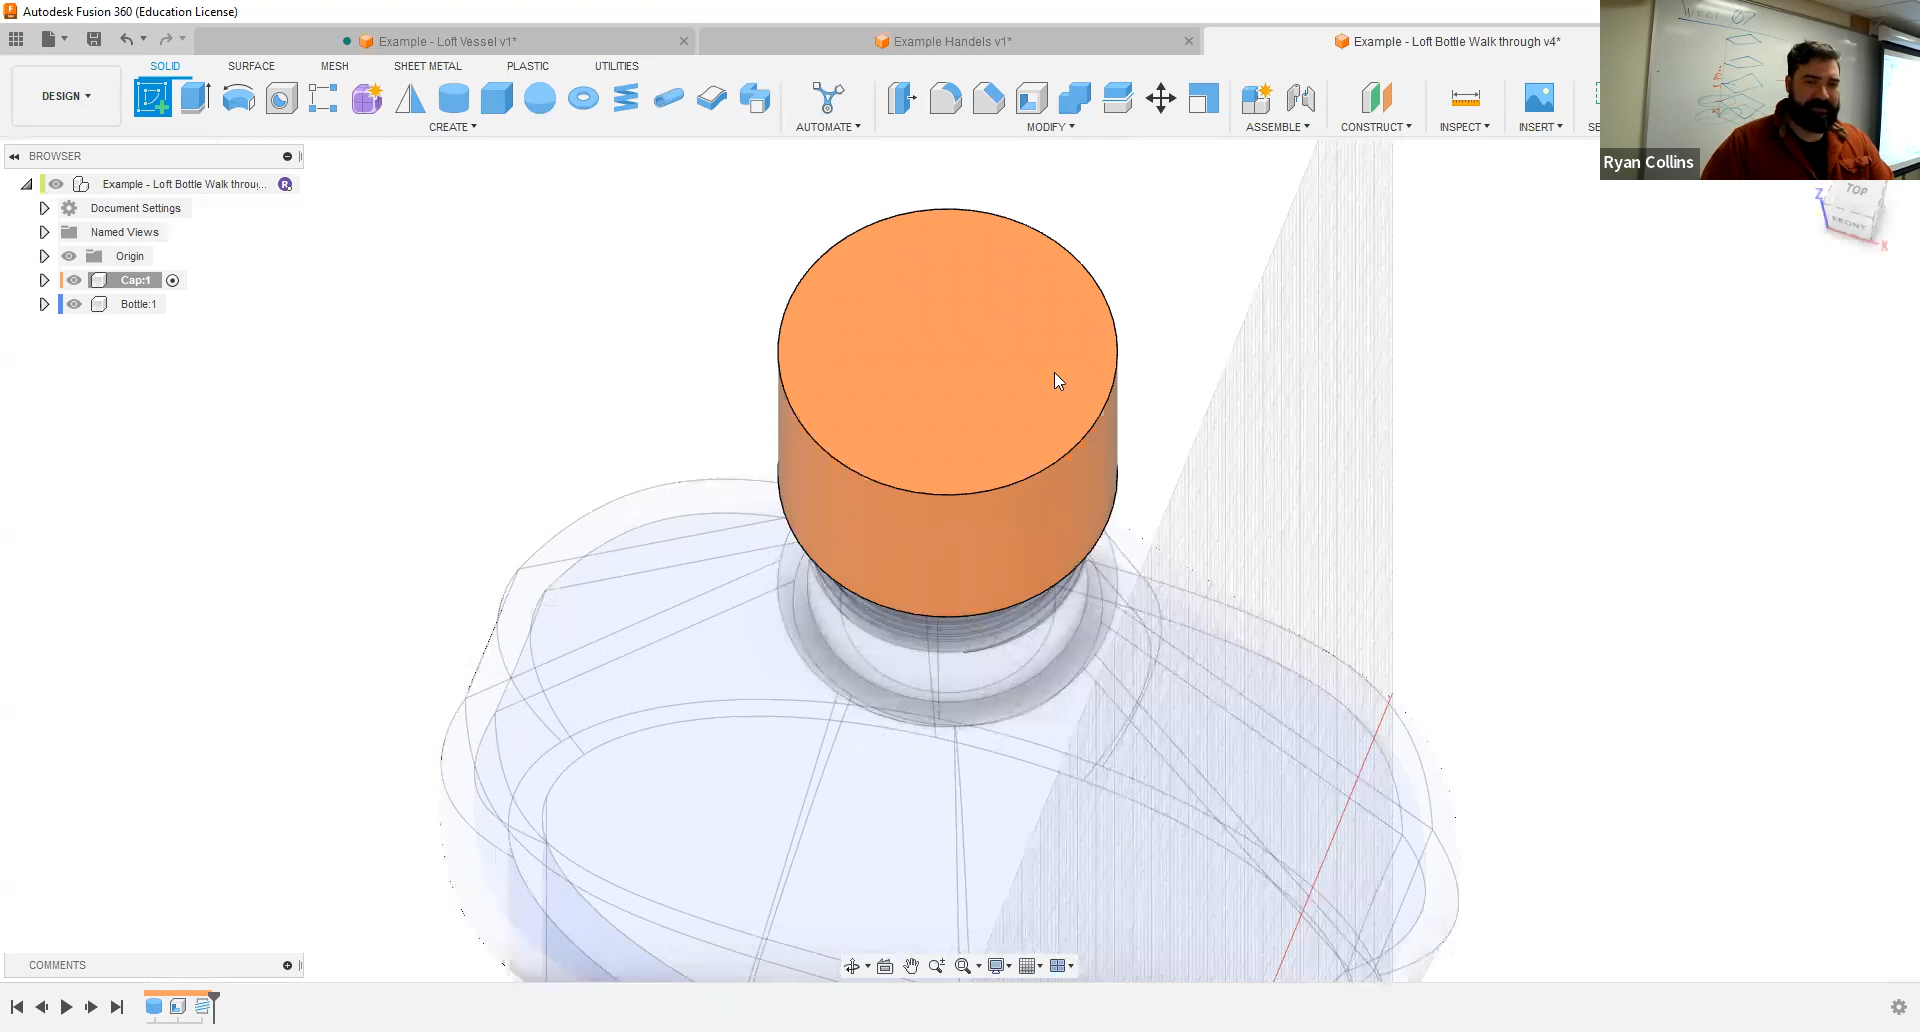 Autodesk Fusion 360 (Education License)
Example - Loft Vessel v1*
Example Handels v1*
Example - Loft Bottle Walk through v4*
SOLID
SURFACE
MESH
SHEET METAL
PLASTIC
UTILITIES
DESIGN
CREATE
AUTOMATE
MODIFY
ASSEMBLE
CONSTRUCT
INSPECT
INSERT
SE
Ryan Collins
BROWSER
Example - Loft Bottle Walk throu...
R
Document Settings
Named Views
Origin
Cap:1
Bottle:1
TOP
FRONT
Z
X
COMMENTS